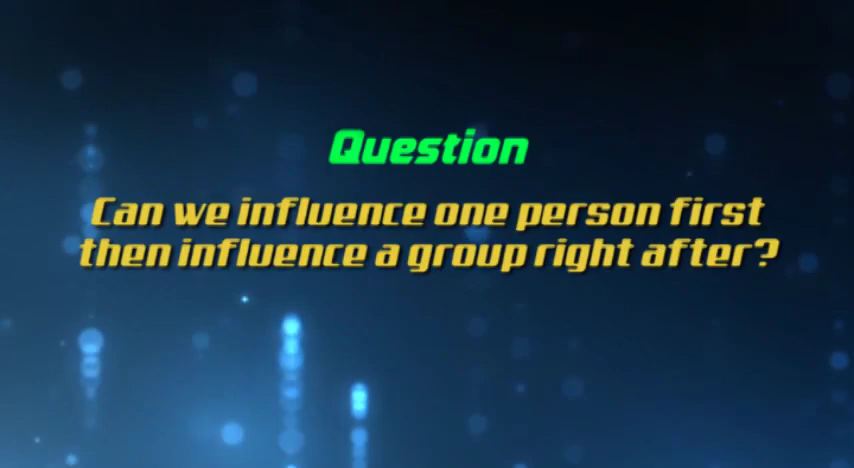 Question
Can we influence one person first
then influence a group right after?